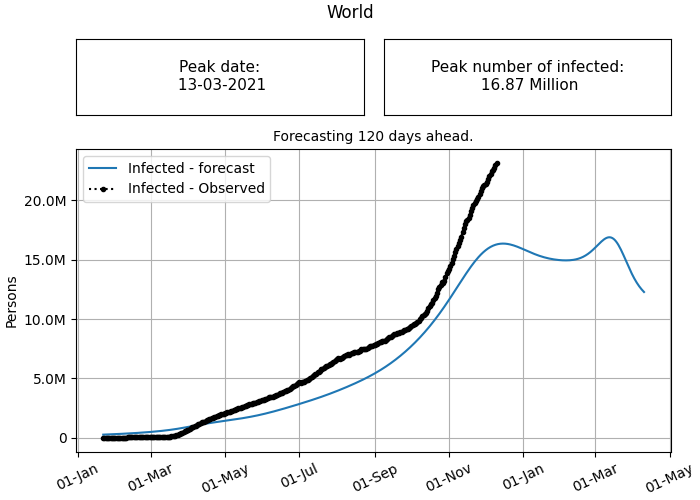 World
Peak date:
13-03-2021
Peak number of infected:
16.87 Million
Forecasting 120 days ahead.
Infected - forecast
Infected - Observed
20.0M
15.0M
10.0M
5.0M
0
Persons
01-Jan
01-Mar
01-May
01-Jul
01-Sep
01-Nov
01-Jan
01-Mar
01-May